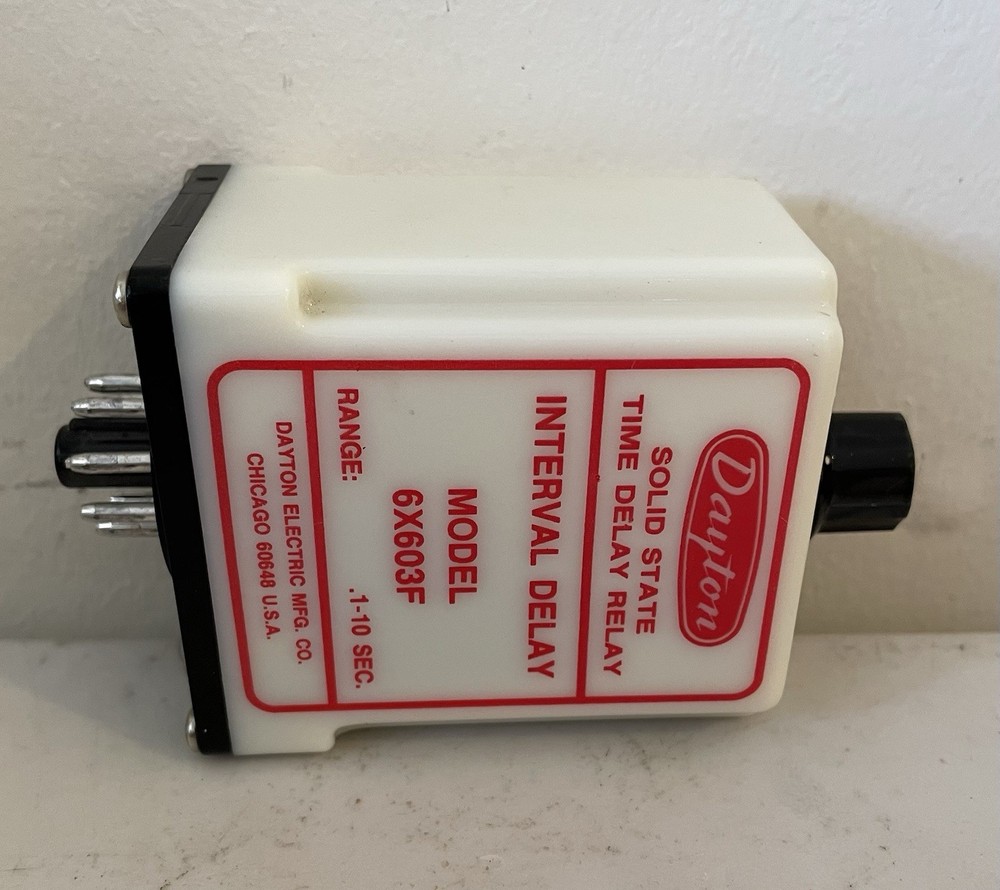 Dayton
SOLID STATE
TIME DELAY RELAY
INTERVAL DELAY
MODEL
6X603F
RANGE: .1-10 SEC.
DAYTON ELECTRIC MFG. CO.
CHICAGO 60648 U.S.A.